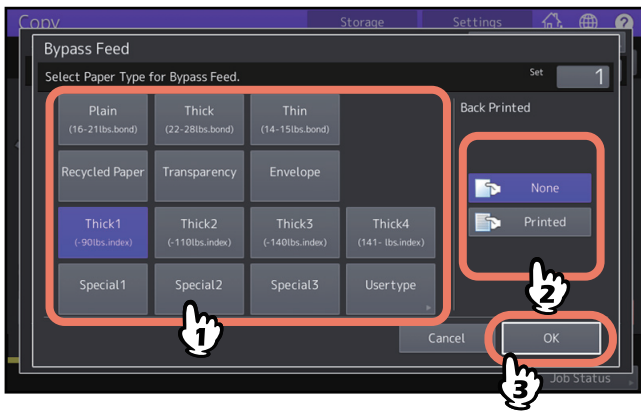 Copy
Storage
Settings
?
Bypass Feed
Select Paper Type for Bypass Feed.
Set 1
Plain
(16-21lbs.bond)
Thick
(22-28lbs.bond)
Thin
(14-15lbs.bond)
Back Printed
Recycled Paper
Transparency
Envelope
None
Thick1
(-90lbs.index)
Thick2
(-110lbs.index)
Thick3
(-140lbs.index)
Thick4
(141- lbs.index)
Printed
Special1
Special2
Special3
Usertype
1
2
Cancel
OK
3
Job Status